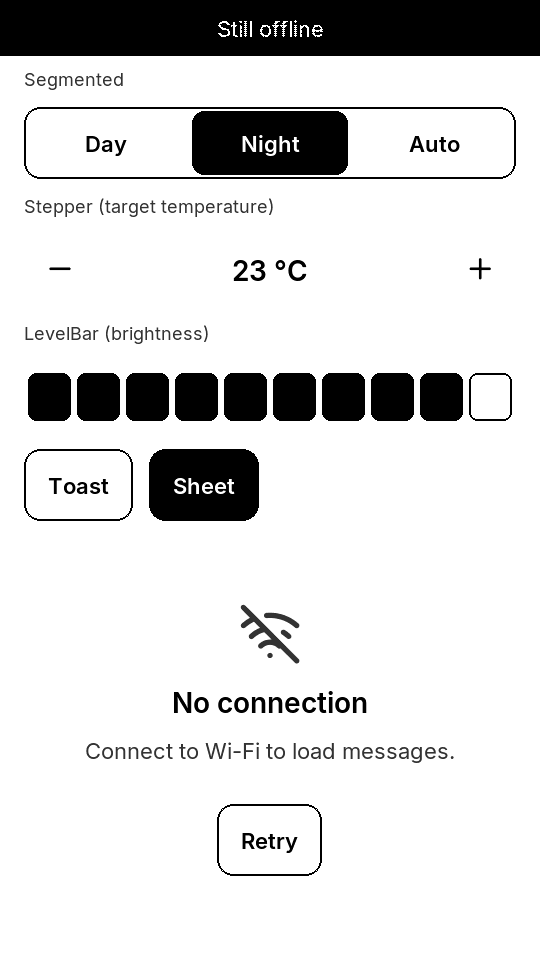 Still offline
Segmented
Day Night Auto
Stepper (target temperature)
− 23 °C +
LevelBar (brightness)
Toast Sheet
No connection
Connect to Wi-Fi to load messages.
Retry